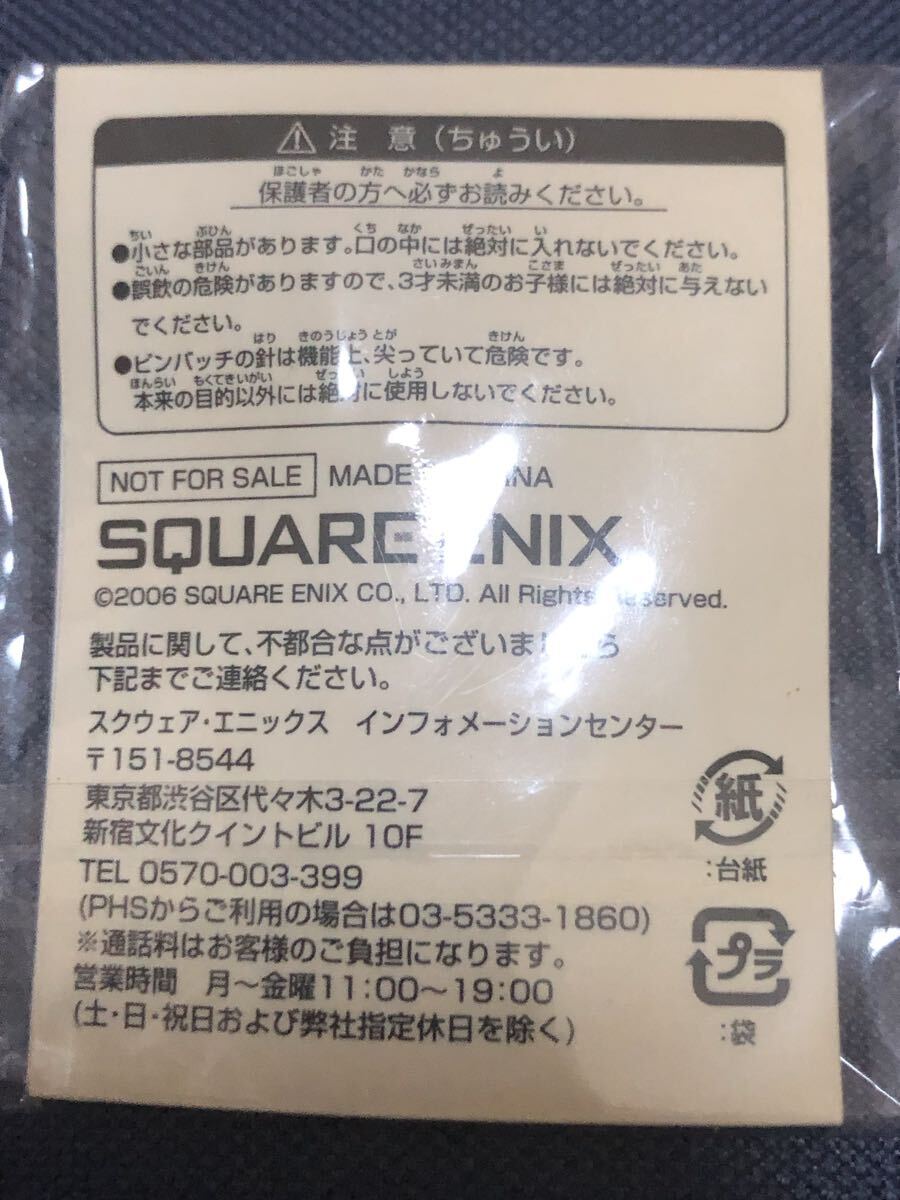 注 意（ちゅうい）
ほごしゃ かた かなら よ
保護者の方へ必ずお読みください。
ちい ぶひん くち なか ぜったい い
●小さな部品があります。口の中には絶対に入れないでください。
ごいん きけん さいみまん こさま ぜったい あた
●誤飲の危険がありますので、3才未満のお子様には絶対に与えない
でください。
はり きのうじょう とが きけん
●ピンバッチの針は機能上、尖っていて危険です。
ほんらい もくてきいがい しよう
本来の目的以外には絶対に使用しないでください。
NOT FOR SALE MADE
SQUARE ENIX
©2006 SQUARE ENIX CO., LTD. All Rights Reserved.
製品に関して、不都合な点がございましたら
下記までご連絡ください。
スクウェア・エニックス インフォメーションセンター
〒151-8544
東京都渋谷区代々木3-22-7
新宿文化クイントビル 10F
TEL 0570-003-399
(PHSからご利用の場合は03-5333-1860)
※通話料はお客様のご負担になります。
営業時間 月～金曜11:00～19:00
(土・日・祝日および弊社指定休日を除く)
紙
:台紙
プラ
:袋